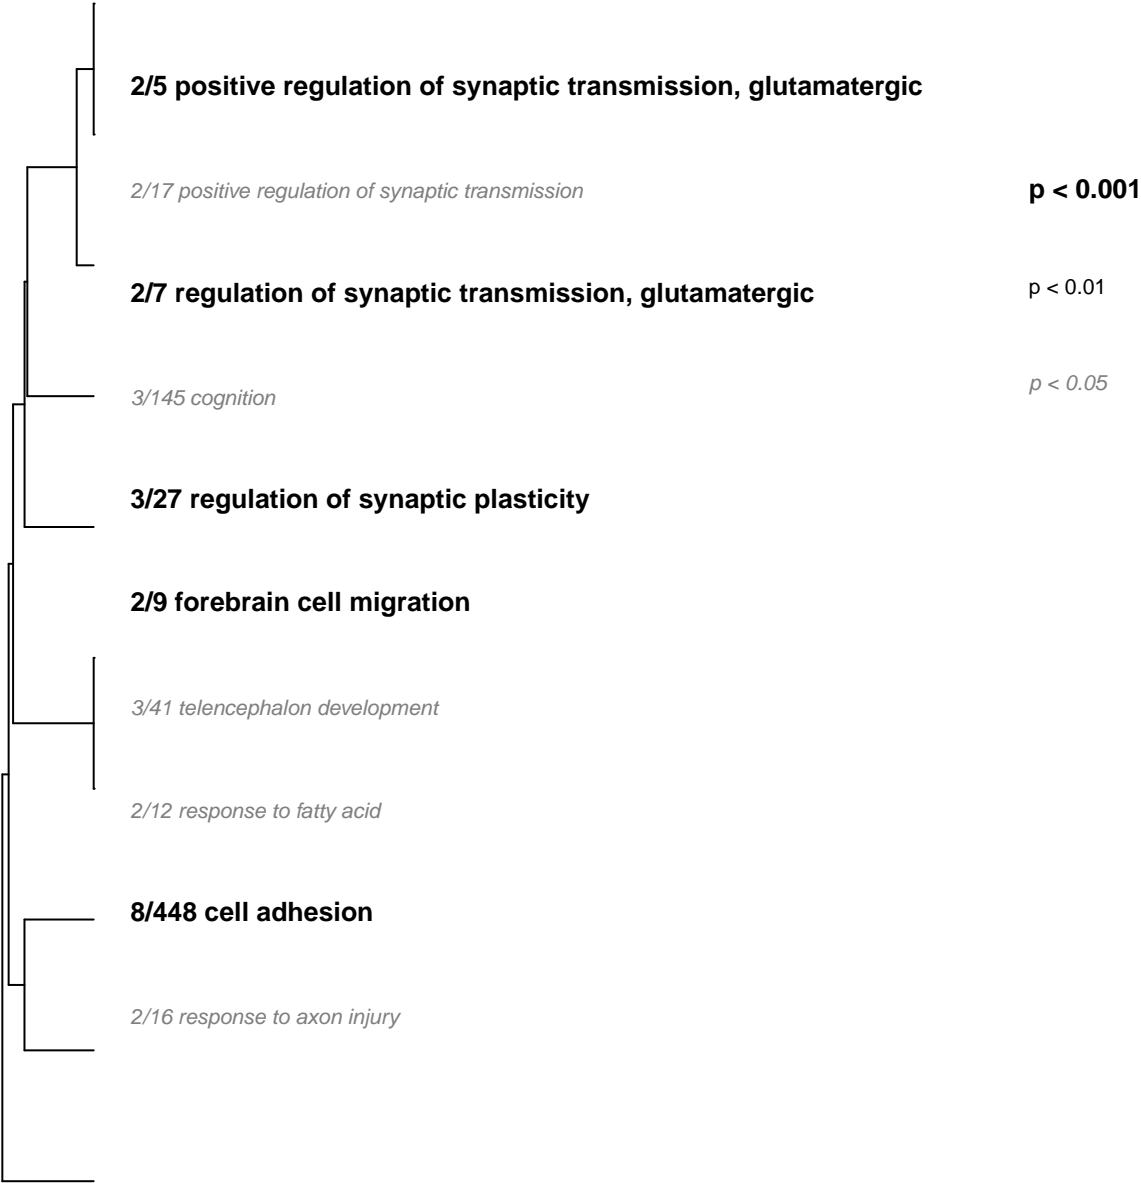 2/5 positive regulation of synaptic transmission, glutamatergic
2/17 positive regulation of synaptic transmission
p < 0.001
2/7 regulation of synaptic transmission, glutamatergic
p < 0.01
3/145 cognition
p < 0.05
3/27 regulation of synaptic plasticity
2/9 forebrain cell migration
3/41 telencephalon development
2/12 response to fatty acid
8/448 cell adhesion
2/16 response to axon injury